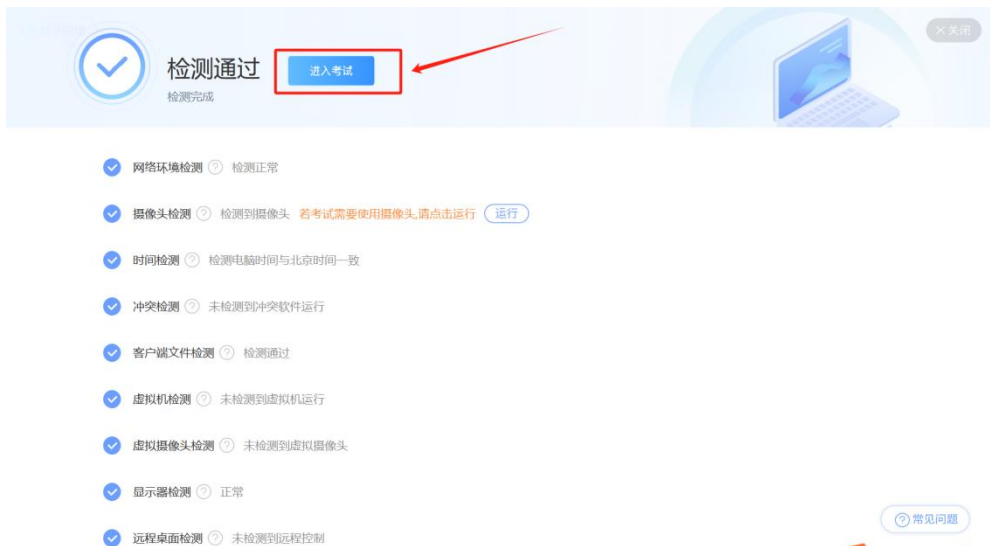 ×关闭
检测通过 进入考试
检测完成
网络环境检测 ? 检测正常
摄像头检测 ? 检测到摄像头 若考试需要使用摄像头,请点击运行 运行
时间检测 ? 检测电脑时间与北京时间一致
冲突检测 ? 未检测到冲突软件运行
客户端文件检测 ? 检测通过
虚拟机检测 ? 未检测到虚拟机运行
虚拟摄像头检测 ? 未检测到虚拟摄像头
显示器检测 ? 正常
?常见问题
远程桌面检测 ? 未检测到远程控制